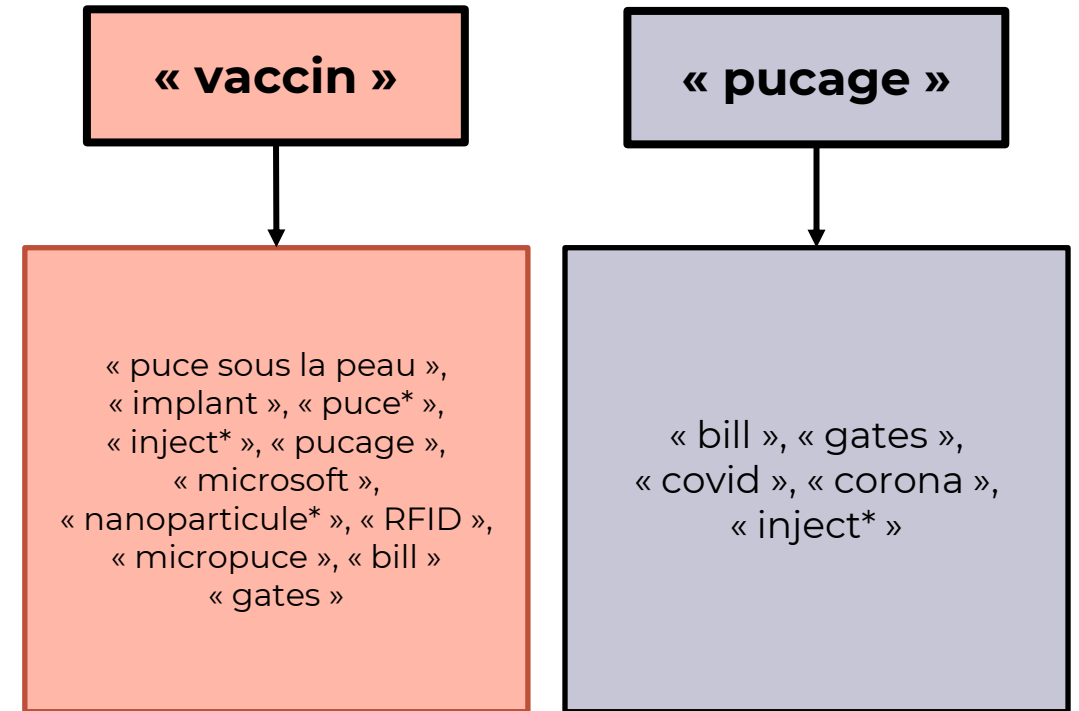 « vaccin »
« puce sous la peau »,
« implant », « puce* »,
« inject* », « pucage »,
« microsoft »,
« nanoparticule* », « RFID »,
« micropuce », « bill »
« gates »
« pucage »
« bill », « gates »,
« covid », « corona »,
« inject* »